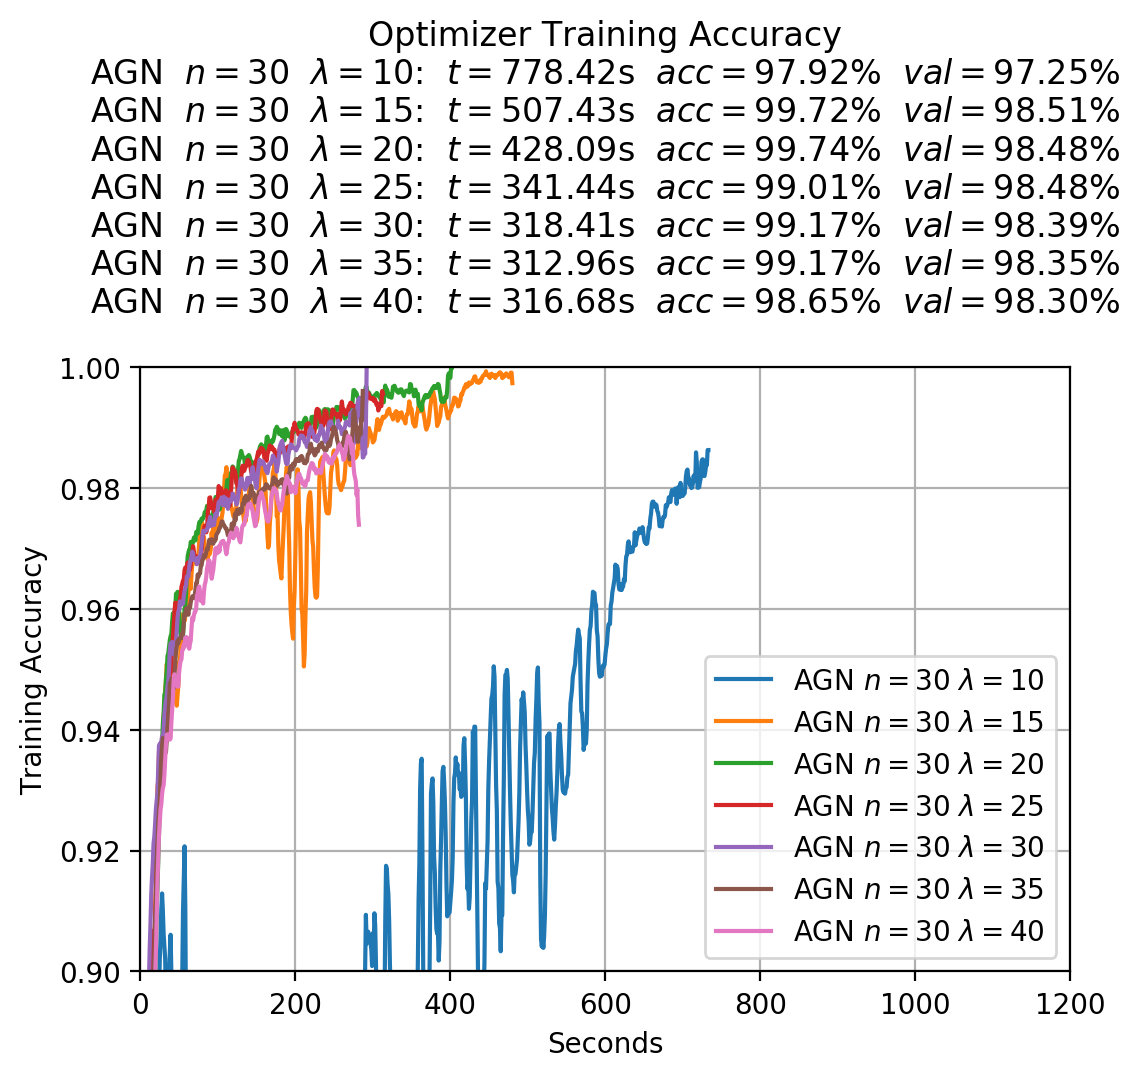 Optimizer Training Accuracy
AGN n = 30 λ = 10: t = 778.42s acc = 97.92% val = 97.25%
AGN n = 30 λ = 15: t = 507.43s acc = 99.72% val = 98.51%
AGN n = 30 λ = 20: t = 428.09s acc = 99.74% val = 98.48%
AGN n = 30 λ = 25: t = 341.44s acc = 99.01% val = 98.48%
AGN n = 30 λ = 30: t = 318.41s acc = 99.17% val = 98.39%
AGN n = 30 λ = 35: t = 312.96s acc = 99.17% val = 98.35%
AGN n = 30 λ = 40: t = 316.68s acc = 98.65% val = 98.30%
1.00
0.98
0.96
0.94
0.92
0.90
Training Accuracy
AGN n = 30 λ = 10
AGN n = 30 λ = 15
AGN n = 30 λ = 20
AGN n = 30 λ = 25
AGN n = 30 λ = 30
AGN n = 30 λ = 35
AGN n = 30 λ = 40
0 200 400 600 800 1000 1200
Seconds